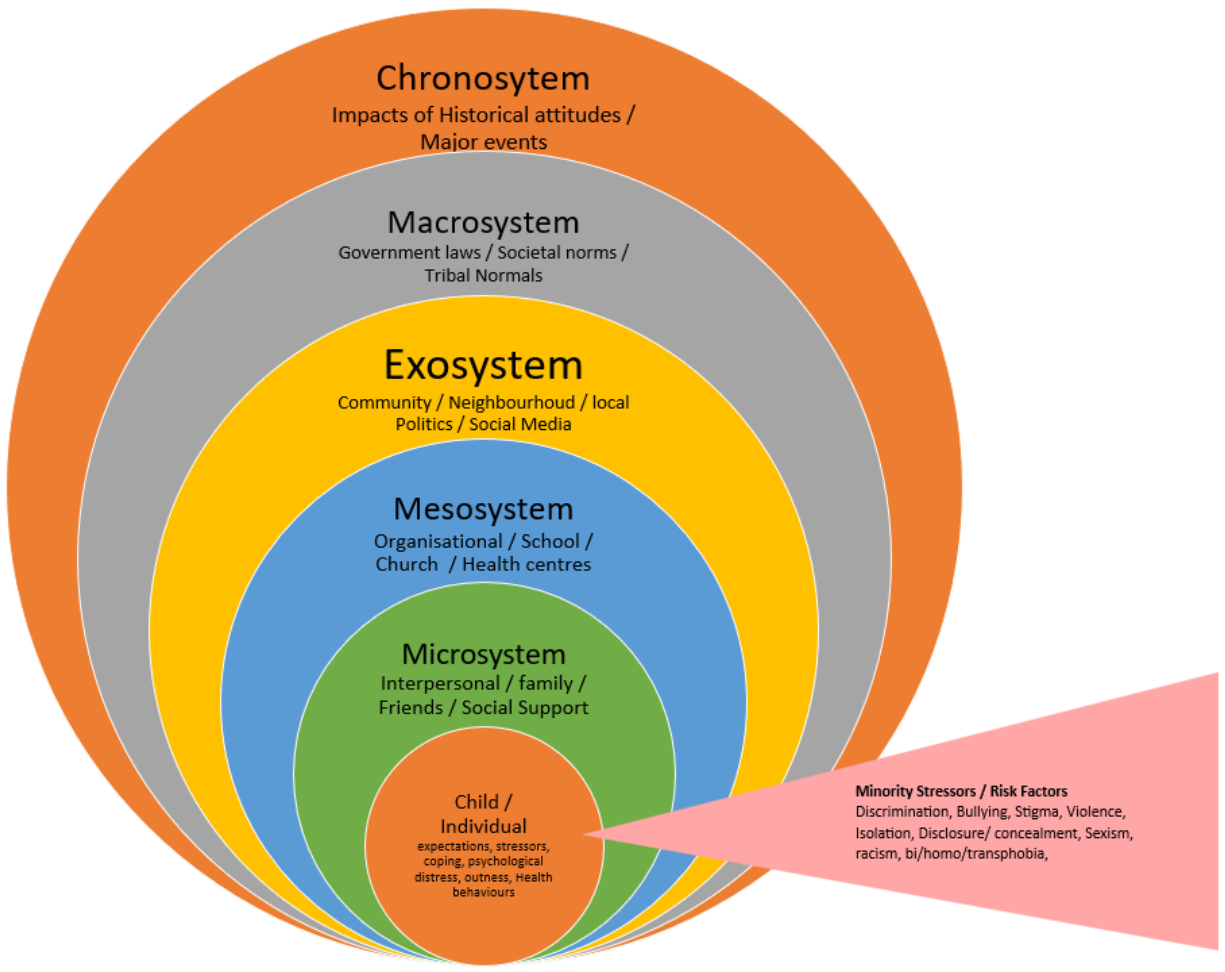 Chronosytem
Impacts of Historical attitudes /
Major events
Macrosystem
Government laws / Societal norms /
Tribal Normals
Exosystem
Community / Neighbourhoud / local
Politics / Social Media
Mesosystem
Organisational / School /
Church / Health centres
Microsystem
Interpersonal / family /
Friends / Social Support
Child /
Individual
expectations, stressors,
coping, psychological
distress, outness, Health
behaviours
Minority Stressors / Risk Factors
Discrimination, Bullying, Stigma, Violence,
Isolation, Disclosure/ concealment, Sexism,
racism, bi/homo/transphobia,